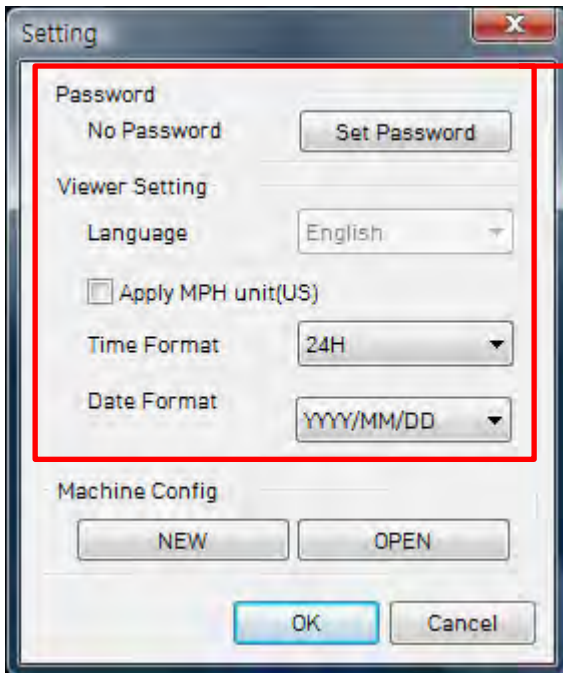 Setting
Password
No Password Set Password
Viewer Setting
Language English
Apply MPH unit(US)
Time Format 24H
Date Format YYYY/MM/DD
Machine Config
NEW OPEN
OK Cancel